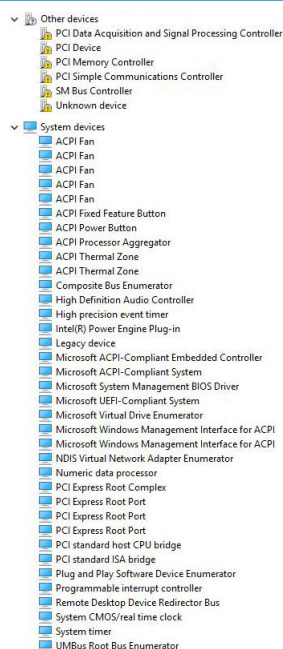 Other devices
PCI Data Acquisition and Signal Processing Controller
PCI Device
PCI Memory Controller
PCI Simple Communications Controller
SM Bus Controller
Unknown device
System devices
ACPI Fan
ACPI Fan
ACPI Fan
ACPI Fan
ACPI Fan
ACPI Fixed Feature Button
ACPI Power Button
ACPI Processor Aggregator
ACPI Thermal Zone
ACPI Thermal Zone
Composite Bus Enumerator
High Definition Audio Controller
High precision event timer
Intel(R) Power Engine Plug-in
Legacy device
Microsoft ACPI-Compliant Embedded Controller
Microsoft ACPI-Compliant System
Microsoft System Management BIOS Driver
Microsoft UEFI-Compliant System
Microsoft Virtual Drive Enumerator
Microsoft Windows Management Interface for ACPI
Microsoft Windows Management Interface for ACPI
NDIS Virtual Network Adapter Enumerator
Numeric data processor
PCI Express Root Complex
PCI Express Root Port
PCI Express Root Port
PCI Express Root Port
PCI standard host CPU bridge
PCI standard ISA bridge
Plug and Play Software Device Enumerator
Programmable interrupt controller
Remote Desktop Device Redirector Bus
System CMOS/real time clock
System timer
UMBus Root Bus Enumerator